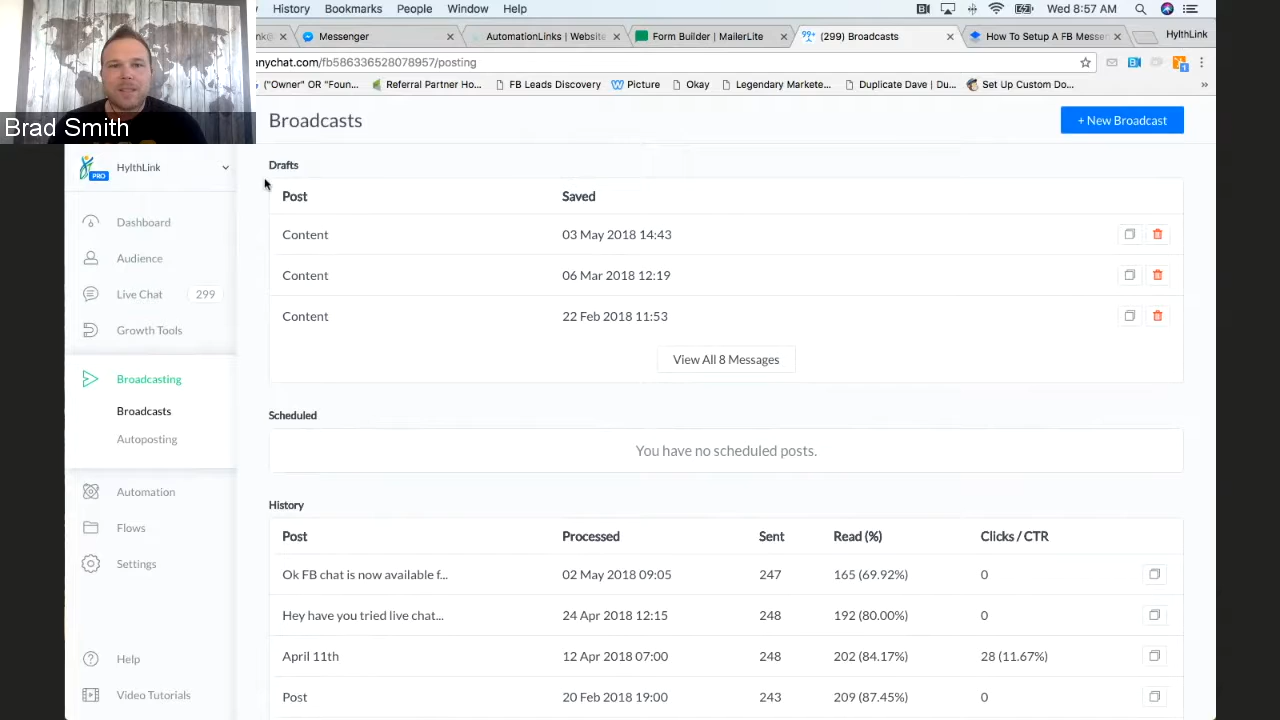 History Bookmarks People Window Help
Wed 8:57 AM
Messenger
AutomationLinks | Website
Form Builder | MailerLite
99+ (299) Broadcasts
How To Setup A FB Messen
HylthLink
anychat.com/fb586336528078957/posting
1
("Owner" OR "Foun...
Referral Partner Ho...
FB Leads Discovery
Picture
Okay
Legendary Markete...
Duplicate Dave | Du...
Set Up Custom Do...
»
Brad Smith
Broadcasts
+ New Broadcast
PRO
HylthLink
Dashboard
Audience
Live Chat 299
Growth Tools
Broadcasting
Broadcasts
Autoposting
Automation
Flows
Settings
Help
Video Tutorials
Drafts
Post Saved
Content 03 May 2018 14:43
Content 06 Mar 2018 12:19
Content 22 Feb 2018 11:53
View All 8 Messages
Scheduled
You have no scheduled posts.
History
Post Processed Sent Read (%) Clicks / CTR
Ok FB chat is now available f... 02 May 2018 09:05 247 165 (69.92%) 0
Hey have you tried live chat... 24 Apr 2018 12:15 248 192 (80.00%) 0
April 11th 12 Apr 2018 07:00 248 202 (84.17%) 28 (11.67%)
Post 20 Feb 2018 19:00 243 209 (87.45%) 0